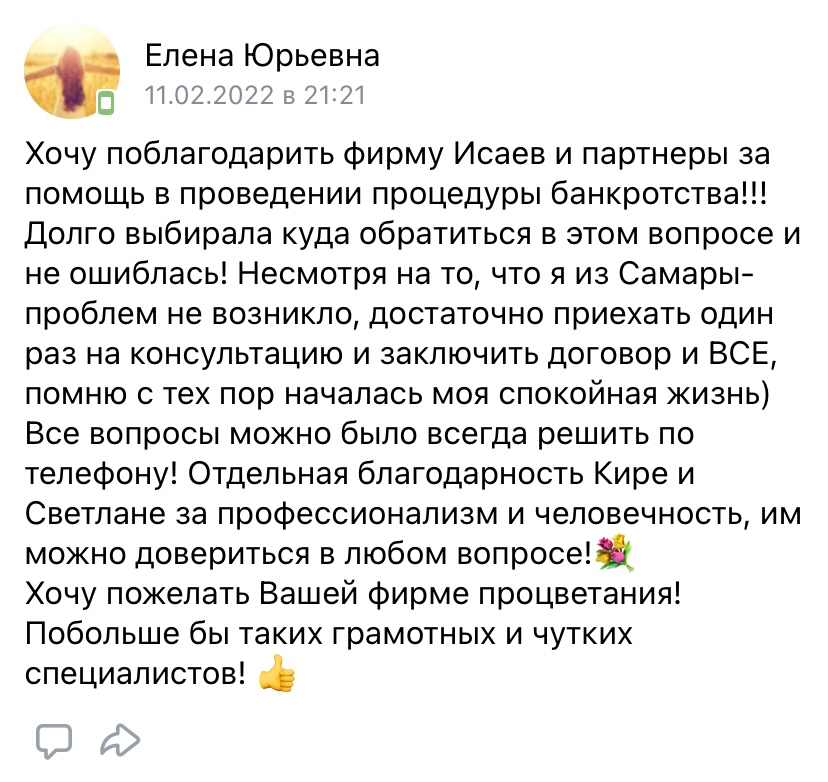 Елена Юрьевна
11.02.2022 в 21:21
Хочу поблагодарить фирму Исаев и партнеры за
помощь в проведении процедуры банкротства!!!
Долго выбирала куда обратиться в этом вопросе и
не ошиблась! Несмотря на то, что я из Самары-
проблем не возникло, достаточно приехать один
раз на консультацию и заключить договор и ВСЕ,
помню с тех пор началась моя спокойная жизнь)
Все вопросы можно было всегда решить по
телефону! Отдельная благодарность Кире и
Светлане за профессионализм и человечность, им
можно довериться в любом вопросе!💐
Хочу пожелать Вашей фирме процветания!
Побольше бы таких грамотных и чутких
специалистов! 👍